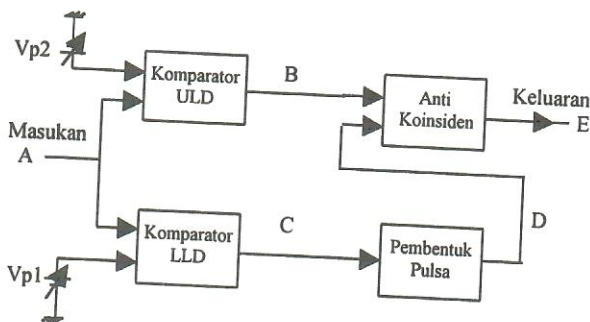 Vp2
Komparator
ULD
B
Anti
Koinsiden
Keluaran
E
Masukan
A
Komparator
LLD
C
Pembentuk
Pulsa
D
Vp1